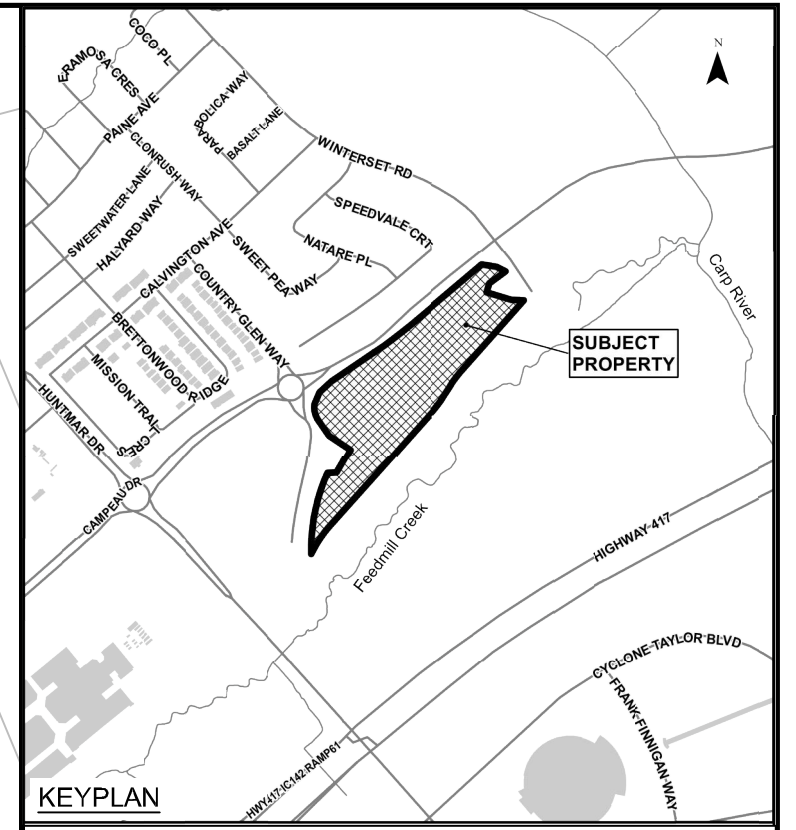 COCO PL
N
FRAMOSA CRES
PAINE AVE
PARABOLICA WAY
BASALT LANE
CLONRUSH WAY
WINTERSET RD
SWEETWATER LANE
HALYARD WAY
SPEEDVALE CRT
CALVINGTON AVE
SWEET PEA WAY
NATARE PL
COUNTRY GLEN WAY
Carp River
BRETTONWOOD RIDGE
SUBJECT
PROPERTY
MISSION TRAIL CRES
HUNTMAR DR
CAMPEAU DR
Feedmill Creek
HIGHWAY 417
CYCLONE TAYLOR BLVD
FRANK FINNIGAN WAY
HWY417 IC142 RAMP61
KEYPLAN